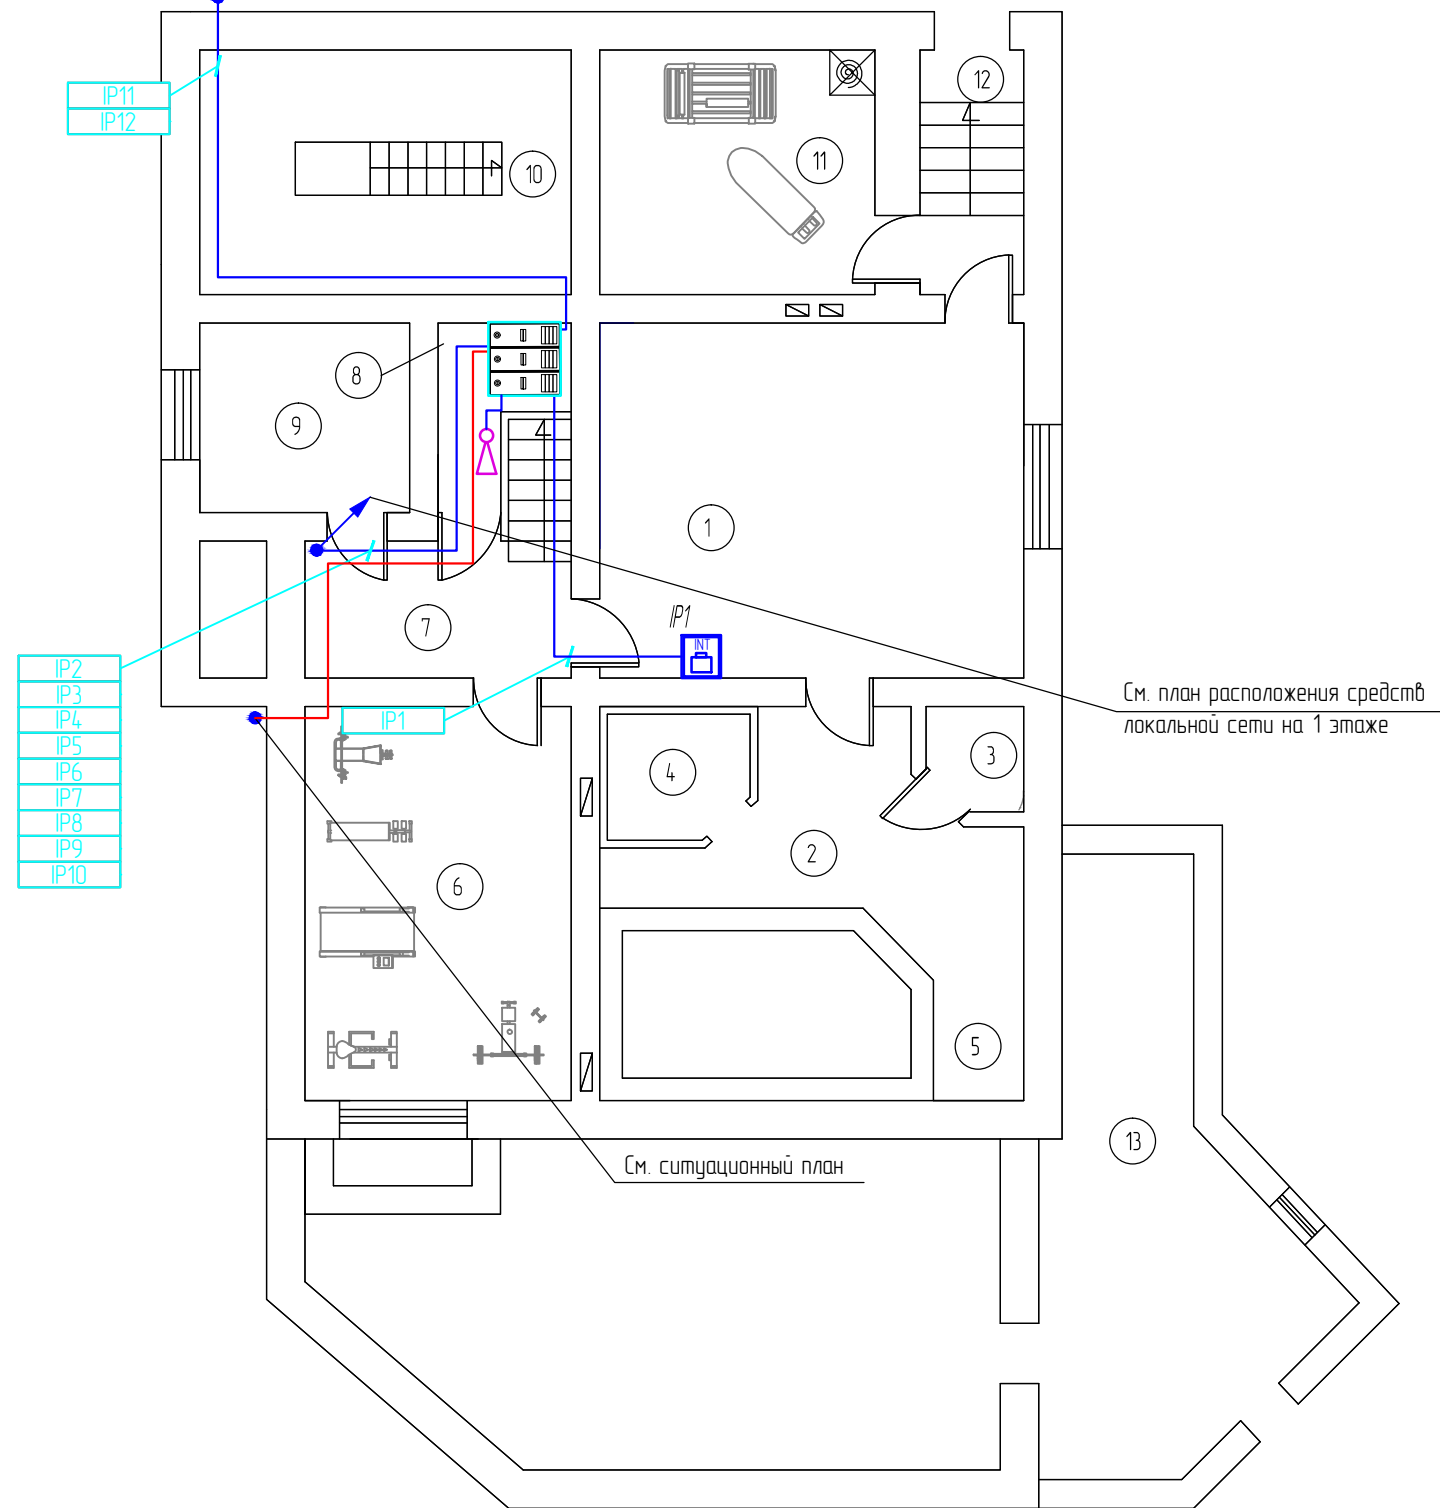 12
IP11
IP12
11
10
8
9
1
IP1
INT
7
IP2
IP3
IP4
IP5
IP6
IP7
IP8
IP9
IP10
См. план расположения средств
локальной сети на 1 этаже
IP1
3
4
2
6
5
13
См. ситуационный план